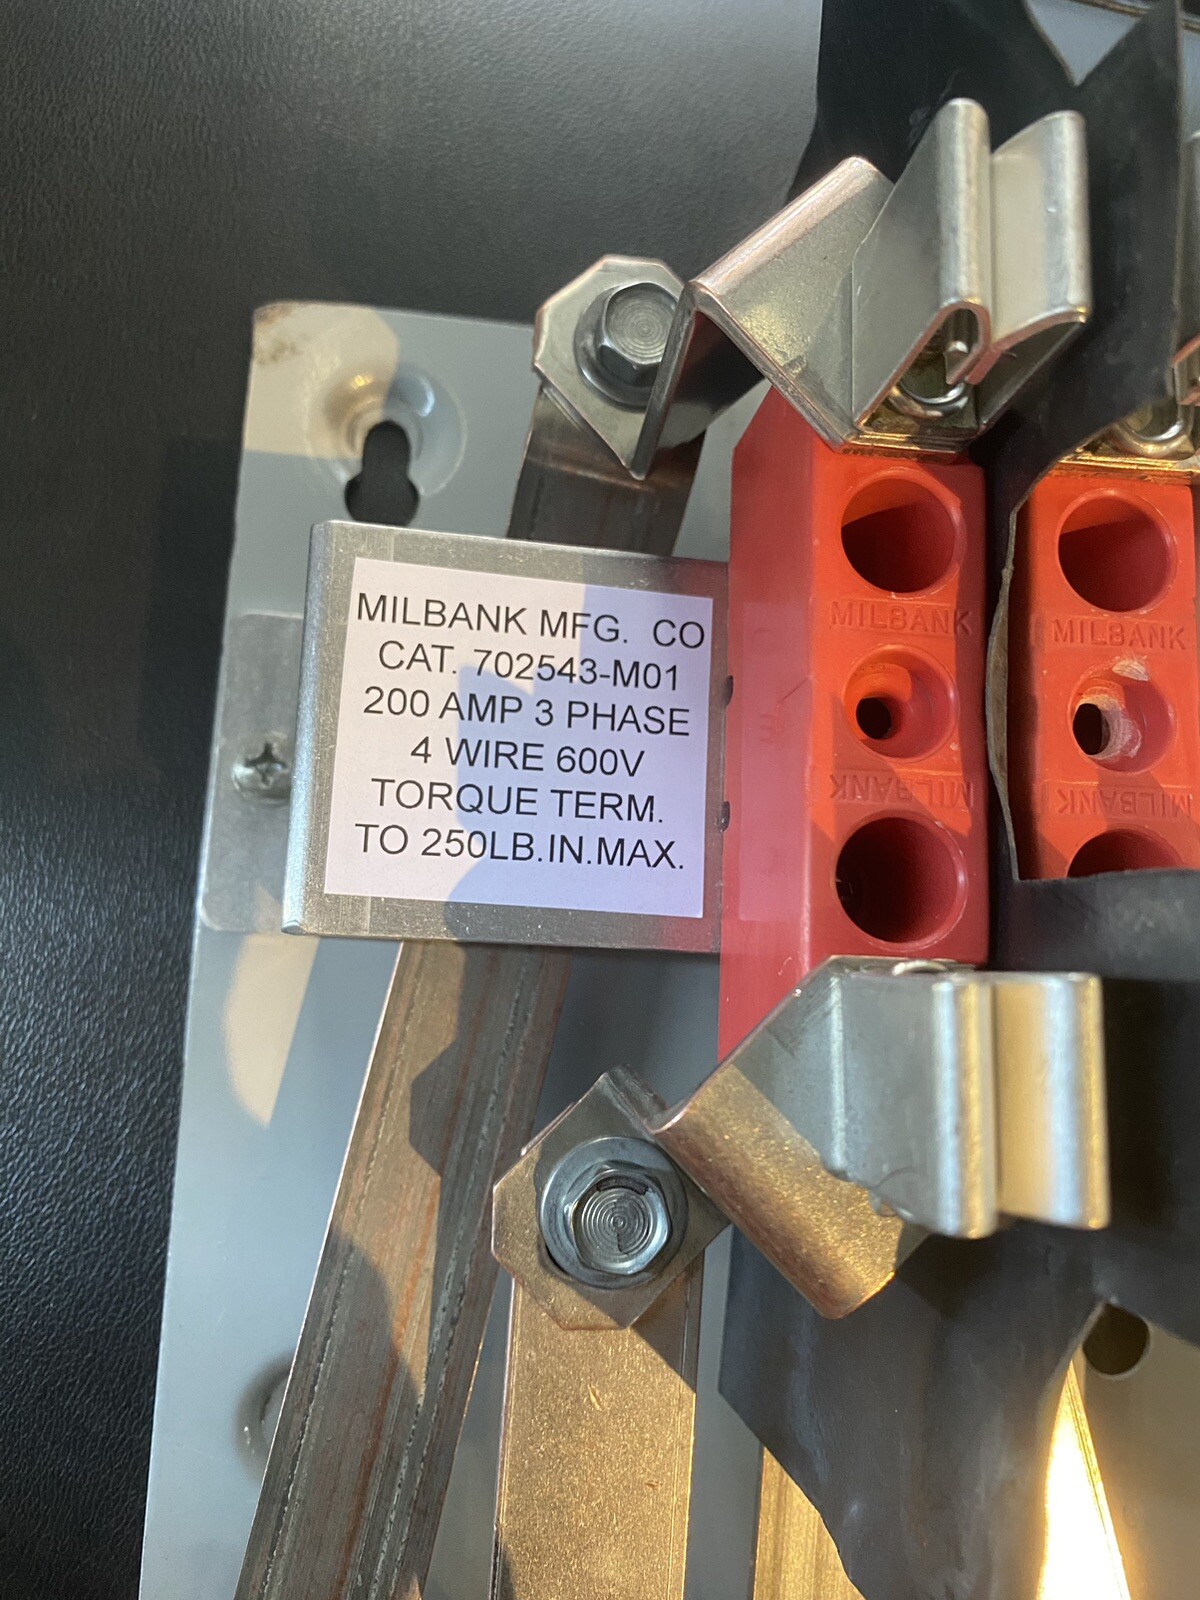 MILBANK MFG. CO
CAT. 702543-M01
200 AMP 3 PHASE
4 WIRE 600V
TORQUE TERM.
TO 250LB.IN.MAX.
MILBANK
MILBANK
MILBANK
MILBANK